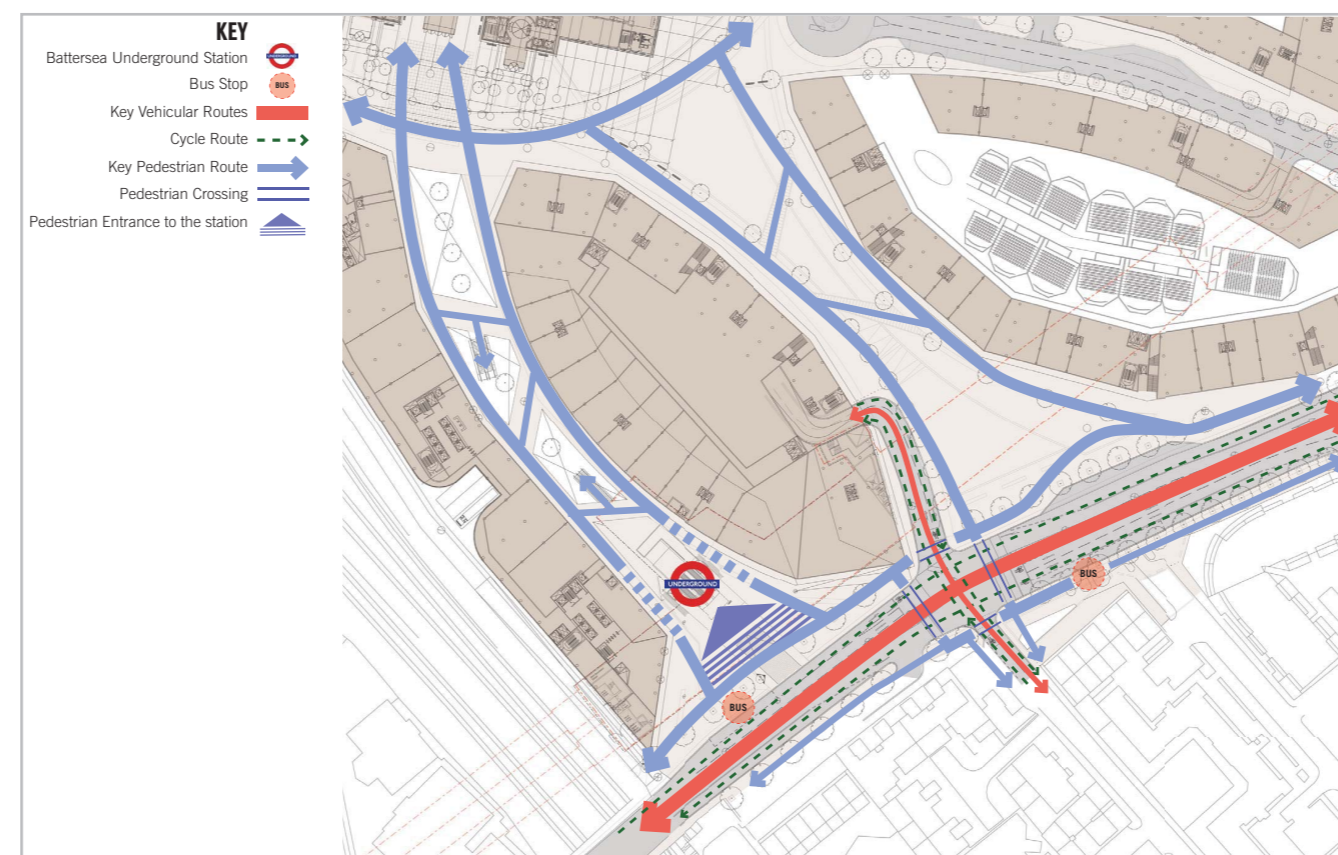 KEY
Battersea Underground Station
UNDERGROUND
Bus Stop
BUS
Key Vehicular Routes
Cycle Route
Key Pedestrian Route
Pedestrian Crossing
Pedestrian Entrance to the station
UNDERGROUND
BUS
BUS